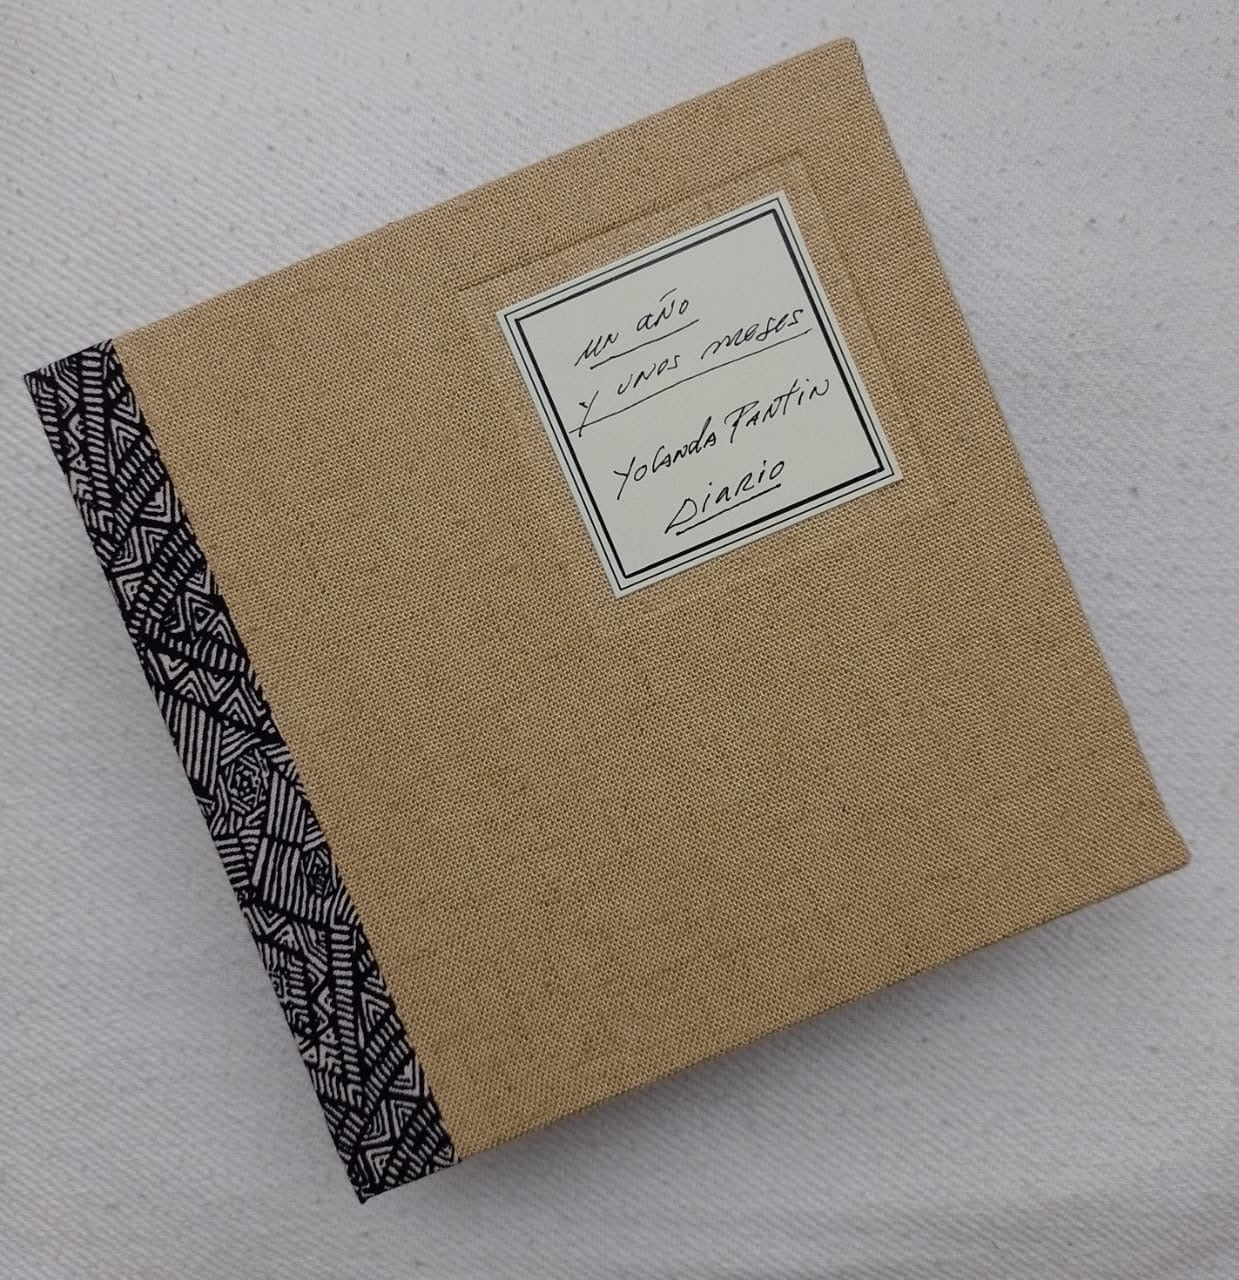 un año
y unos meses
Yolanda Pantin
Diario